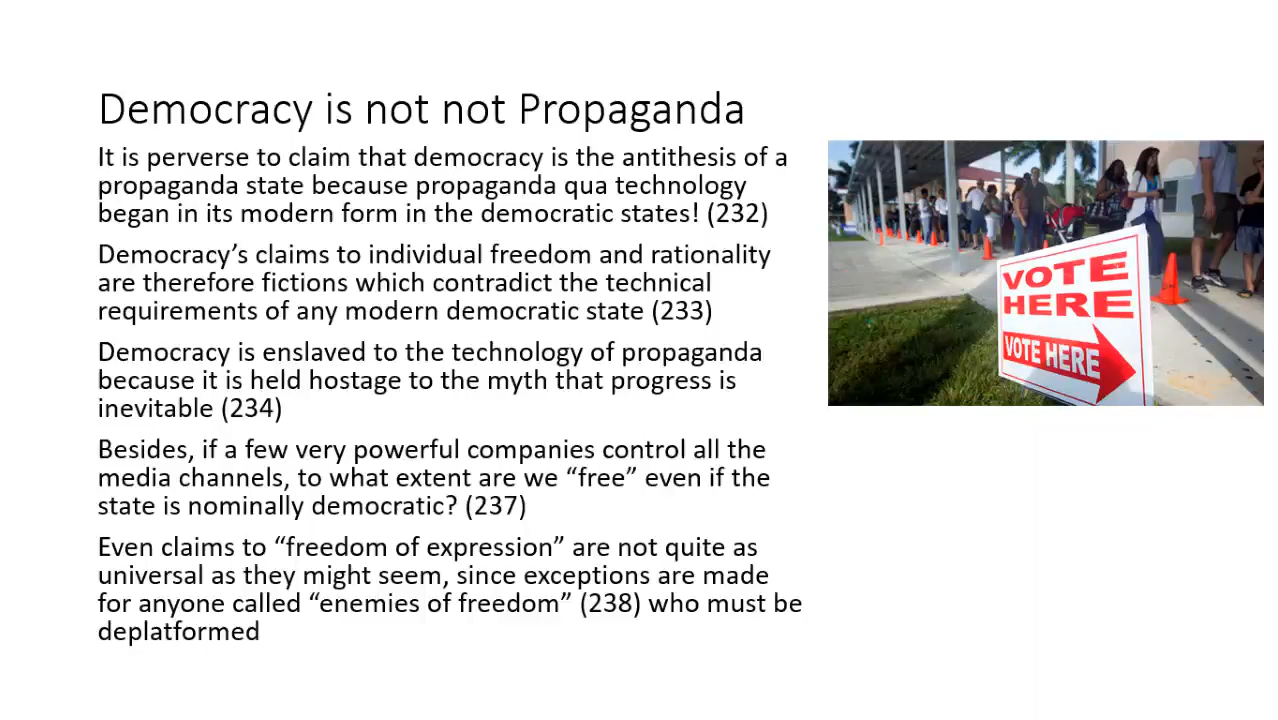 Democracy is not not Propaganda
It is perverse to claim that democracy is the antithesis of a
propaganda state because propaganda qua technology
began in its modern form in the democratic states! (232)
Democracy’s claims to individual freedom and rationality
are therefore fictions which contradict the technical
requirements of any modern democratic state (233)
Democracy is enslaved to the technology of propaganda
because it is held hostage to the myth that progress is
inevitable (234)
Besides, if a few very powerful companies control all the
media channels, to what extent are we “free” even if the
state is nominally democratic? (237)
Even claims to “freedom of expression” are not quite as
universal as they might seem, since exceptions are made
for anyone called “enemies of freedom” (238) who must be
deplatformed
VOTE
HERE
VOTE HERE